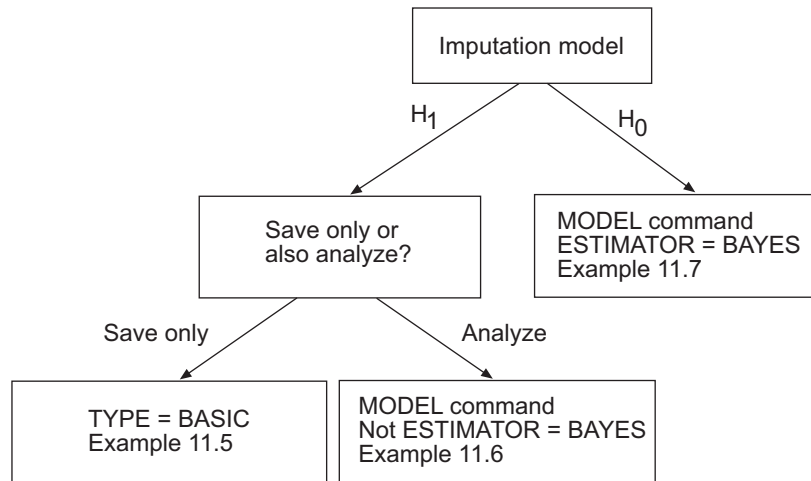 Imputation model
H1
H0
Save only or
also analyze?
MODEL command
ESTIMATOR = BAYES
Example 11.7
Save only
Analyze
TYPE = BASIC
Example 11.5
MODEL command
Not ESTIMATOR = BAYES
Example 11.6